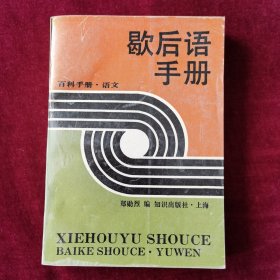 歇后语
手册
百科手册·语文
郑勋烈 编 知识出版社·上海
XIEHOUYU SHOUCE
BAIKE SHOUCE·YUWEN